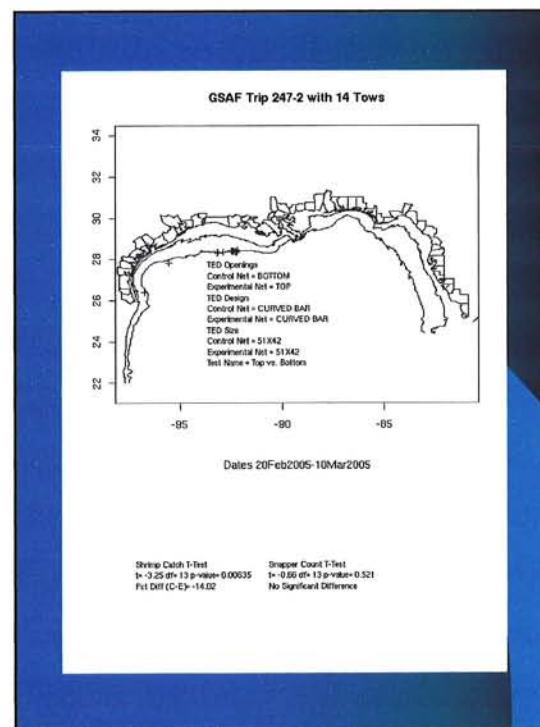 GSAF Trip 247-2 with 14 Tows
34
32
30
28
26
24
22
TED Openings
Control Net = BOTTOM
Experimental Net = TOP
TED Design
Control Net = CURVED BAR
Experimental Net = CURVED BAR
TED Size
Control Net = 51X42
Experimental Net = 51X42
Test Name = Top vs. Bottom
-95 -90 -85
Dates 20Feb2005-10Mar2005
Shrimp Catch T-Test Snapper Count T-Test
t= -3.25 df= 13 p-value= 0.00635 t= -0.66 df= 13 p-value= 0.521
Pct Diff (C-E)= -14.02 No Significant Difference